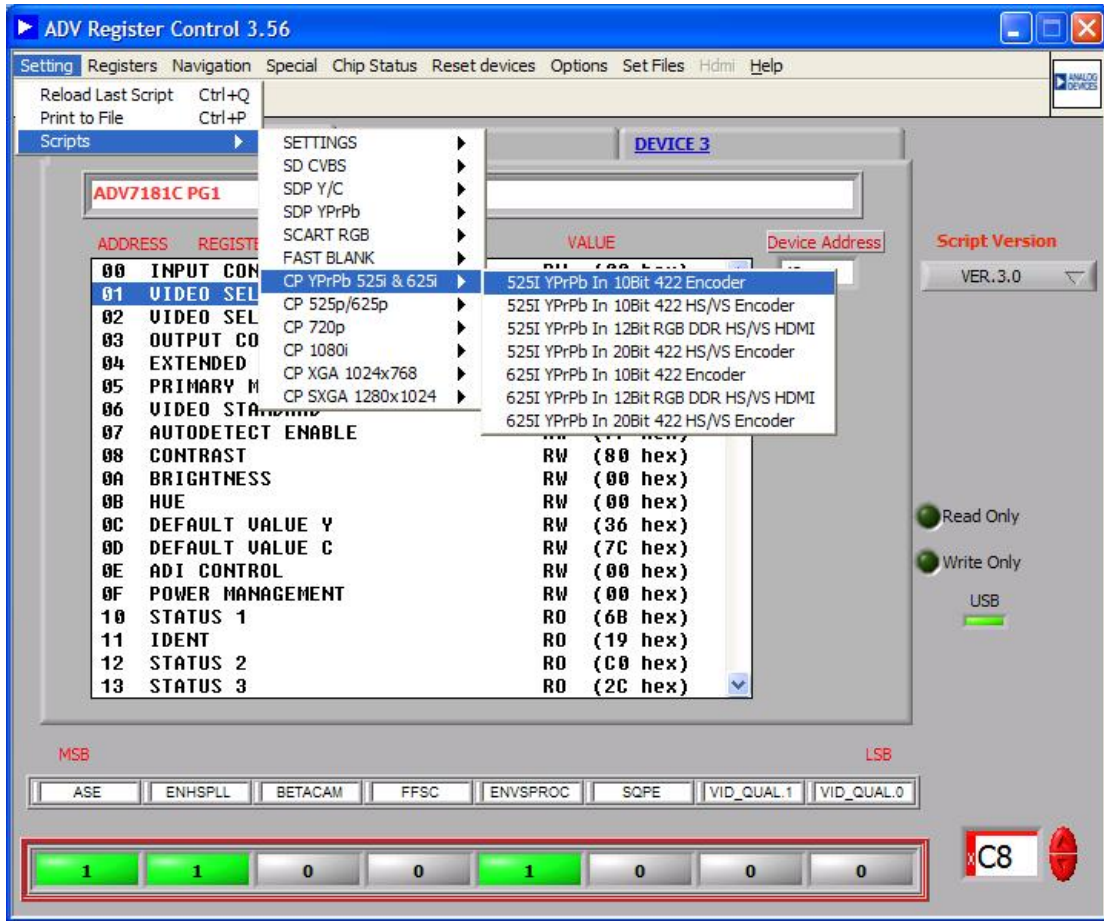 ADV Register Control 3.56
Setting Registers Navigation Special Chip Status Reset devices Options Set Files Hdmi Help
ANALOG DEVICES
Reload Last Script Ctrl+Q
Print to File Ctrl+P
Scripts
SETTINGS
SD CVBS
SDP Y/C
SDP YPrPb
SCART RGB
FAST BLANK
CP YPrPb 525i & 625i
CP 525p/625p
CP 720p
CP 1080i
CP XGA 1024x768
CP SXGA 1280x1024
525I YPrPb In 10Bit 422 Encoder
525I YPrPb In 10Bit 422 HS/VS Encoder
525I YPrPb In 12Bit RGB DDR HS/VS HDMI
525I YPrPb In 20Bit 422 HS/VS Encoder
625I YPrPb In 10Bit 422 Encoder
625I YPrPb In 12Bit RGB DDR HS/VS HDMI
625I YPrPb In 20Bit 422 HS/VS Encoder
DEVICE 3
ADV7181C PG1
ADDRESS REGISTE VALUE Device Address Script Version
VER.3.0
00 INPUT CON
01 VIDEO SEL
02 VIDEO SEL
03 OUTPUT CO
04 EXTENDED
05 PRIMARY M
06 VIDEO STANDARD
07 AUTODETECT ENABLE
08 CONTRAST RW (80 hex)
0A BRIGHTNESS RW (00 hex)
0B HUE RW (00 hex)
0C DEFAULT VALUE Y RW (36 hex)
0D DEFAULT VALUE C RW (7C hex)
0E ADI CONTROL RW (00 hex)
0F POWER MANAGEMENT RW (00 hex)
10 STATUS 1 RO (6B hex)
11 IDENT RO (19 hex)
12 STATUS 2 RO (C0 hex)
13 STATUS 3 RO (2C hex)
Read Only
Write Only
USB
MSB LSB
ASE ENHSPLL BETACAM FFSC ENVSPROC SQPE VID_QUAL.1 VID_QUAL.0
1 1 0 0 1 0 0 0
xC8